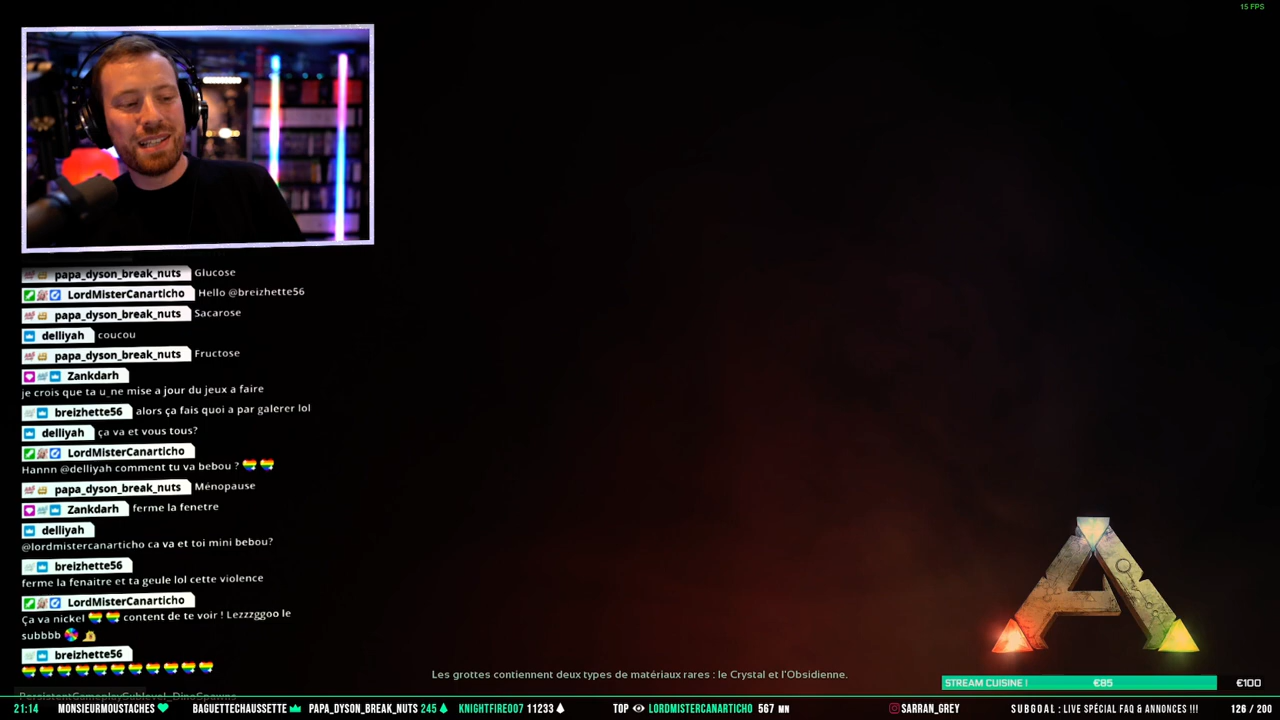 15 FPS
papa_dyson_break_nuts Glucose
LordMisterCanarticho Hello @breizhette56
papa_dyson_break_nuts Sacarose
delliyah coucou
papa_dyson_break_nuts Fructose
Zankdarh
je crois que ta u_ne mise a jour du jeux a faire
breizhette56 alors ça fais quoi a par galerer lol
delliyah ça va et vous tous?
LordMisterCanarticho
Hannn @delliyah comment tu va bebou ?
papa_dyson_break_nuts Ménopause
Zankdarh ferme la fenetre
delliyah
@lordmistercanarticho ca va et toi mini bebou?
breizhette56
ferme la fenaitre et ta geule lol cette violence
LordMisterCanarticho
Ça va nickel content de te voir ! Lezzzggoo le
subbbb
breizhette56
Les grottes contiennent deux types de matériaux rares : le Crystal et l'Obsidienne.
PersistentGameplaySublevel_DinoSpawns
STREAM CUISINE ! €85 €100
21:14 MONSIEURMOUSTACHES BAGUETTECHAUSSETTE PAPA_DYSON_BREAK_NUTS 245 KNIGHTFIRE007 11233 TOP LORDMISTERCANARTICHO 567 MN SARRAN_GREY SUBGOAL : LIVE SPÉCIAL FAQ & ANNONCES !!! 126 / 200